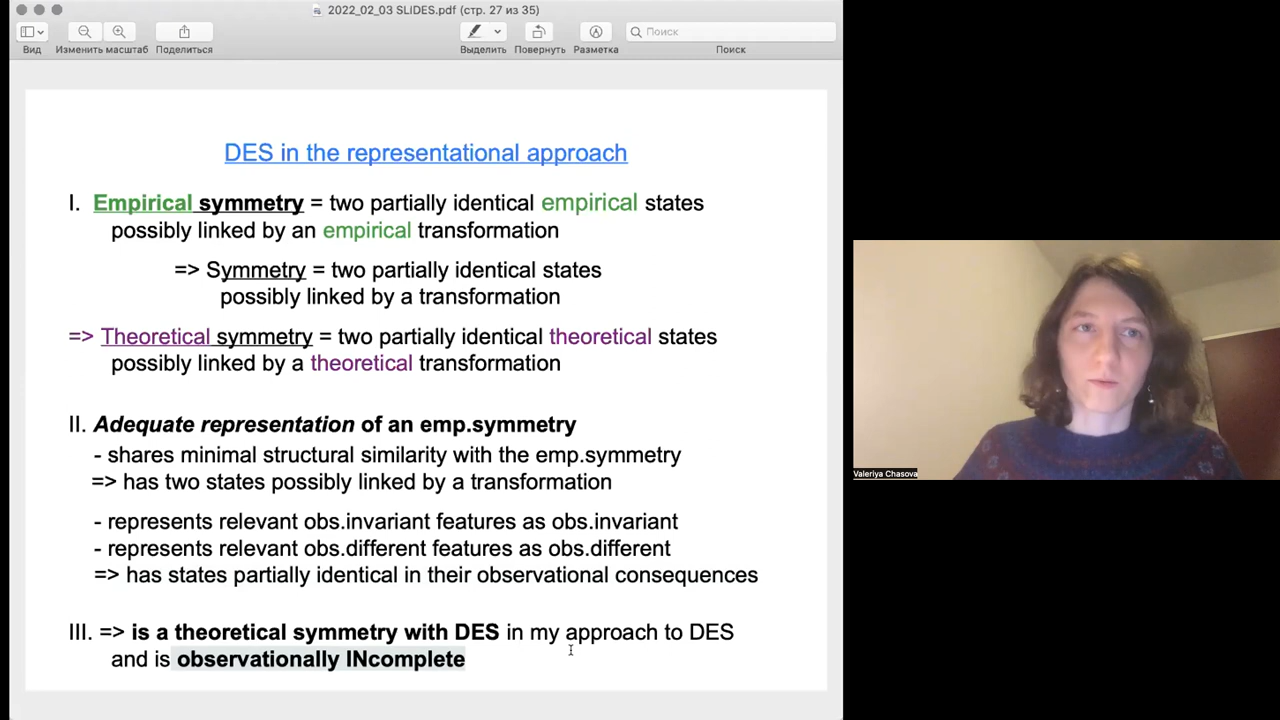 2022_02_03 SLIDES.pdf (стр. 27 из 35)
Вид
Изменить масштаб
Поделиться
Выделить
Повернуть
Разметка
Поиск
Поиск
DES in the representational approach
I. Empirical symmetry = two partially identical empirical states
possibly linked by an empirical transformation
=> Symmetry = two partially identical states
possibly linked by a transformation
=> Theoretical symmetry = two partially identical theoretical states
possibly linked by a theoretical transformation
II. Adequate representation of an emp.symmetry
- shares minimal structural similarity with the emp.symmetry
=> has two states possibly linked by a transformation
- represents relevant obs.invariant features as obs.invariant
- represents relevant obs.different features as obs.different
=> has states partially identical in their observational consequences
III. => is a theoretical symmetry with DES in my approach to DES
and is observationally INcomplete
Valeriya Chasova